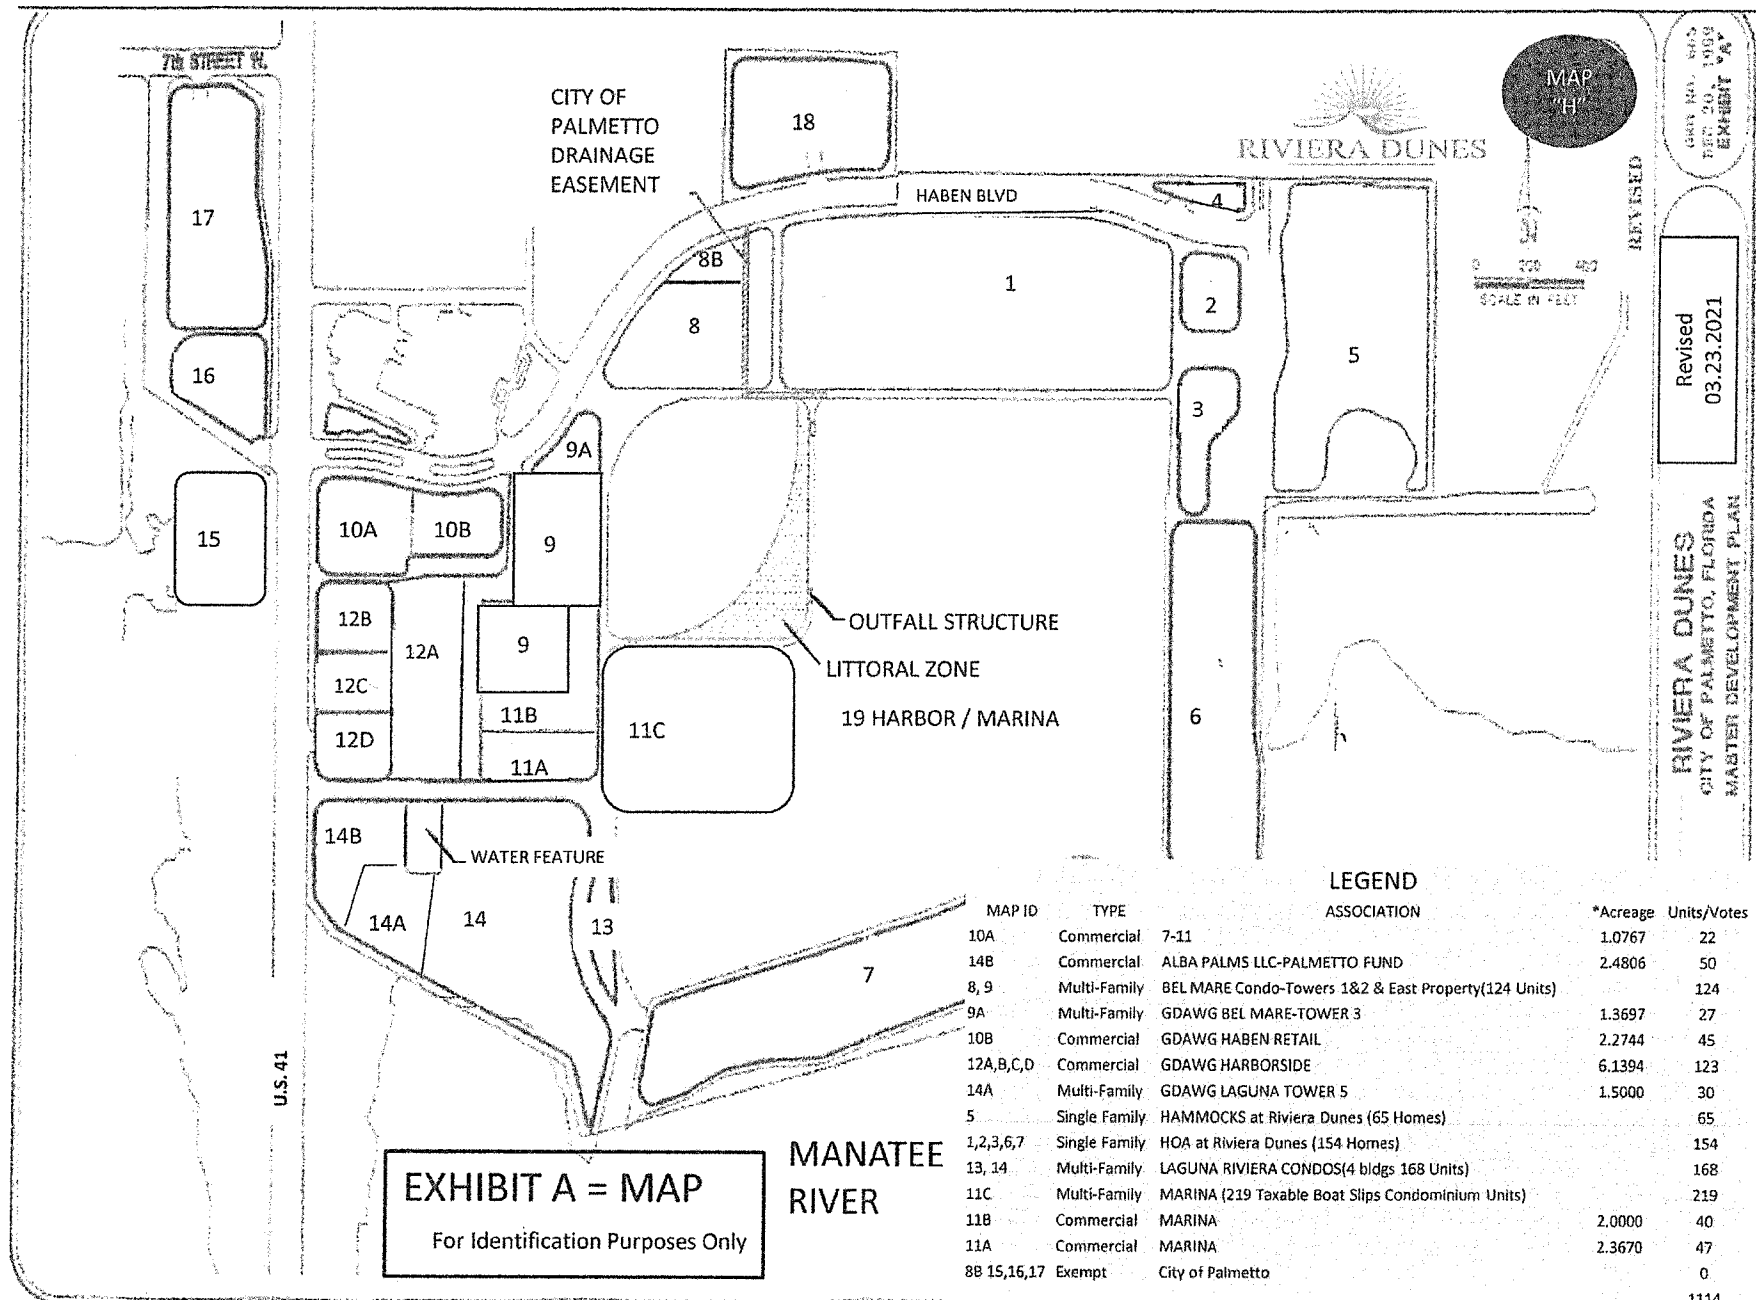 7th STREET W.
17
16
15
CITY OF
PALMETTO
DRAINAGE
EASEMENT
18
RIVIERA DUNES
MAP
"H"
HABEN BLVD
4
8B
8
1
2
3
5
0 200 400
SCALE IN FEET
REVISED
EXHIBIT "A"
Revised
03.23.2021
RIVIERA DUNES
CITY OF PALMETTO, FLORIDA
MASTER DEVELOPMENT PLAN
9A
10A
10B
9
12B
12A
9
12C
12D
11B
11A
11C
OUTFALL STRUCTURE
LITTORAL ZONE
19 HARBOR / MARINA
6
14B
WATER FEATURE
14A
14
13
7
U.S. 41
MANATEE
RIVER
EXHIBIT A = MAP
For Identification Purposes Only
LEGEND
MAP ID TYPE ASSOCIATION *Acreage Units/Votes
10A Commercial 7-11 1.0767 22
14B Commercial ALBA PALMS LLC-PALMETTO FUND 2.4806 50
8, 9 Multi-Family BEL MARE Condo-Towers 1&2 & East Property(124 Units) 124
9A Multi-Family GDAWG BEL MARE-TOWER 3 1.3697 27
10B Commercial GDAWG HABEN RETAIL 2.2744 45
12A,B,C,D Commercial GDAWG HARBORSIDE 6.1394 123
14A Multi-Family GDAWG LAGUNA TOWER 5 1.5000 30
5 Single Family HAMMOCKS at Riviera Dunes (65 Homes) 65
1,2,3,6,7 Single Family HOA at Riviera Dunes (154 Homes) 154
13, 14 Multi-Family LAGUNA RIVIERA CONDOS(4 bldgs 168 Units) 168
11C Multi-Family MARINA (219 Taxable Boat Slips Condominium Units) 219
11B Commercial MARINA 2.0000 40
11A Commercial MARINA 2.3670 47
8B 15,16,17 Exempt City of Palmetto 0
1114